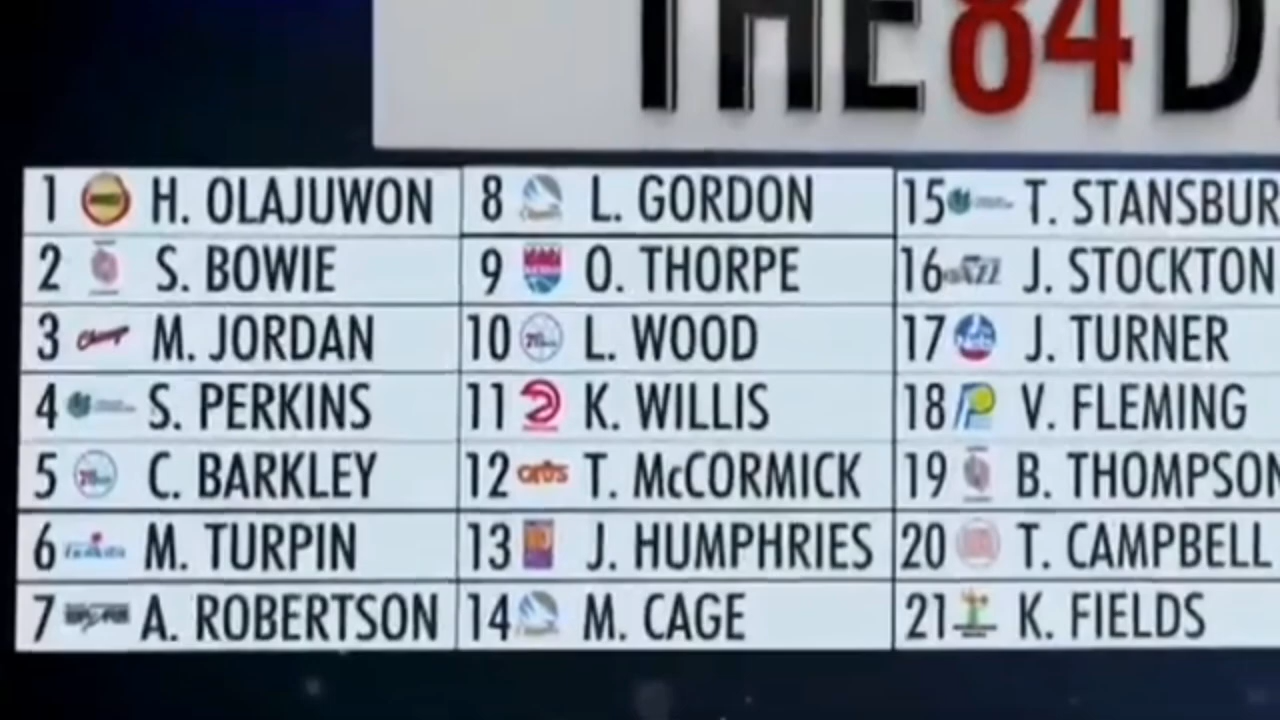 THE 84 D
1 H. OLAJUWON
2 S. BOWIE
3 M. JORDAN
4 S. PERKINS
5 C. BARKLEY
6 M. TURPIN
7 A. ROBERTSON
8 L. GORDON
9 O. THORPE
10 L. WOOD
11 K. WILLIS
12 T. McCORMICK
13 J. HUMPHRIES
14 M. CAGE
15 T. STANSBUR
16 JAZZ J. STOCKTON
17 Nets J. TURNER
18 V. FLEMING
19 B. THOMPSON
20 T. CAMPBELL
21 K. FIELDS